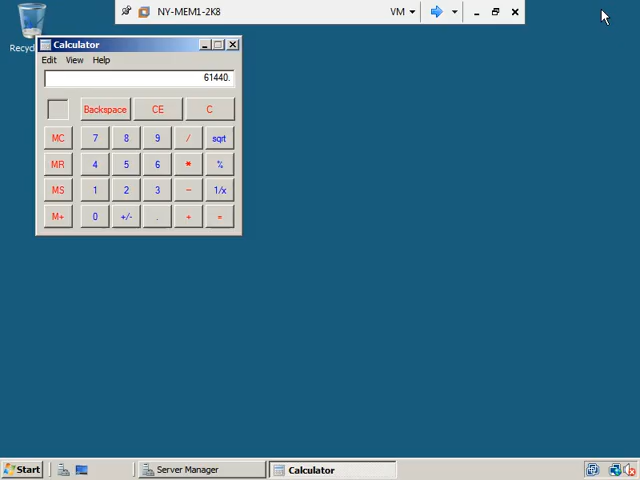 NY-MEM1-2K8
VM
Calculator
Edit View Help
61440.
Backspace CE C
MC 7 8 9 / sqrt
MR 4 5 6 * %
MS 1 2 3 - 1/x
M+ 0 +/- . + =
Start Server Manager Calculator